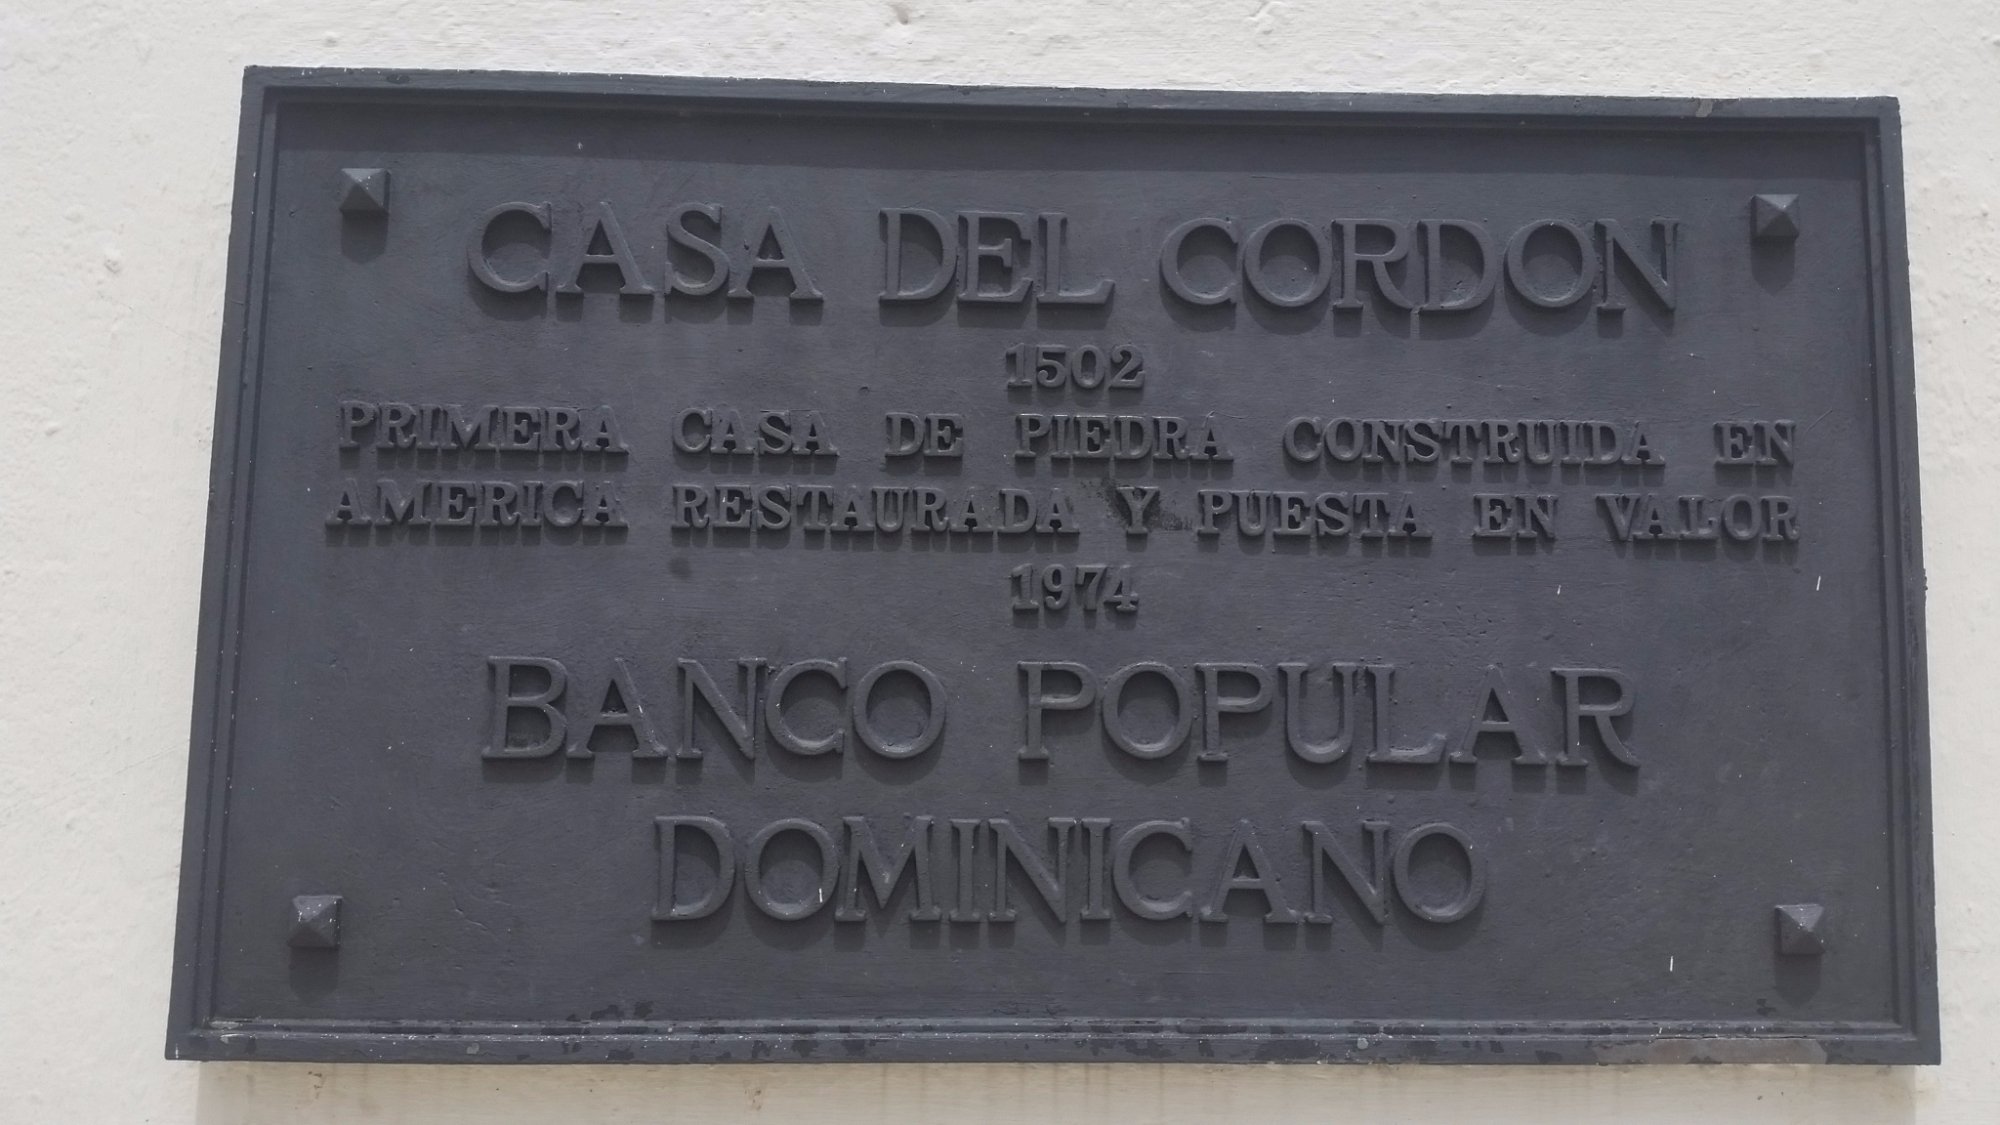 CASA DEL CORDON
1502
PRIMERA CASA DE PIEDRA CONSTRUIDA EN
AMERICA RESTAURADA Y PUESTA EN VALOR
1974
BANCO POPULAR
DOMINICANO